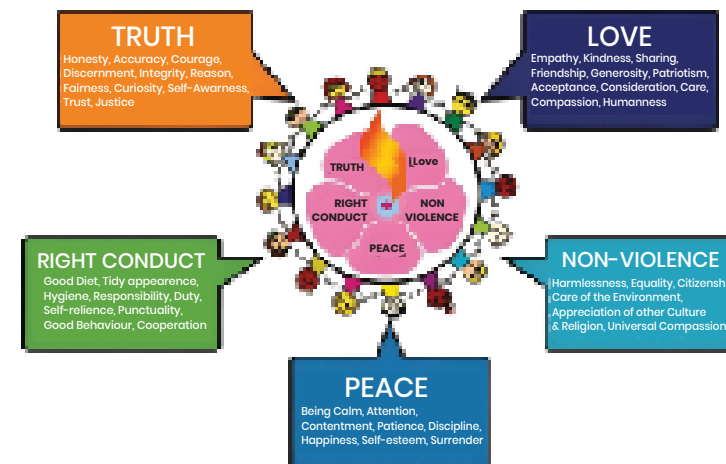 TRUTH
Honesty, Accuracy, Courage,
Discernment, Integrity, Reason,
Fairness, Curiosity, Self-Awarness,
Trust, Justice
LOVE
Empathy, Kindness, Sharing,
Friendship, Generosity, Patriotism,
Acceptance, Consideration, Care,
Compassion, Humanness
TRUTH
LLove
RIGHT
CONDUCT
NON
VIOLENCE
PEACE
RIGHT CONDUCT
Good Diet, Tidy appearence,
Hygiene, Responsibility, Duty,
Self-relience, Punctuality,
Good Behaviour, Cooperation
NON-VIOLENCE
Harmlessness, Equality, Citizensh
Care of the Environment,
Appreciation of other Culture
& Religion, Universal Compassion
PEACE
Being Calm, Attention,
Contentment, Patience, Discipline,
Happiness, Self-esteem, Surrender